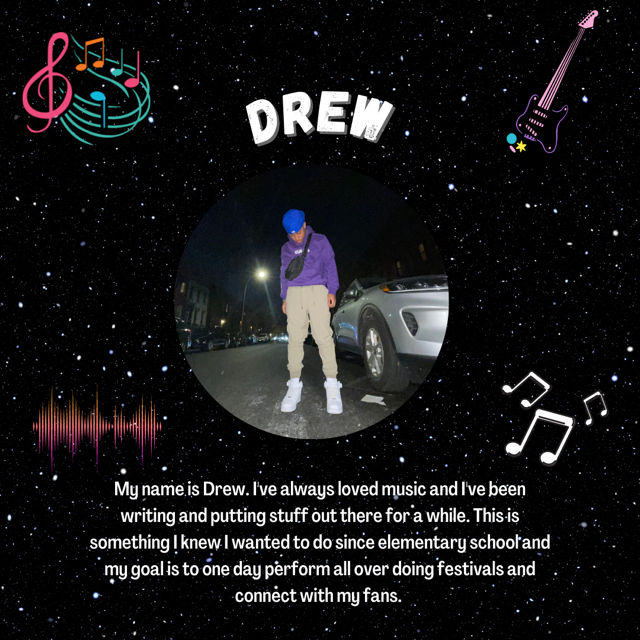 DREW
My name is Drew. I've always loved music and I've been
writing and putting stuff out there for a while. This is
something I knew I wanted to do since elementary school and
my goal is to one day perform all over doing festivals and
connect with my fans.